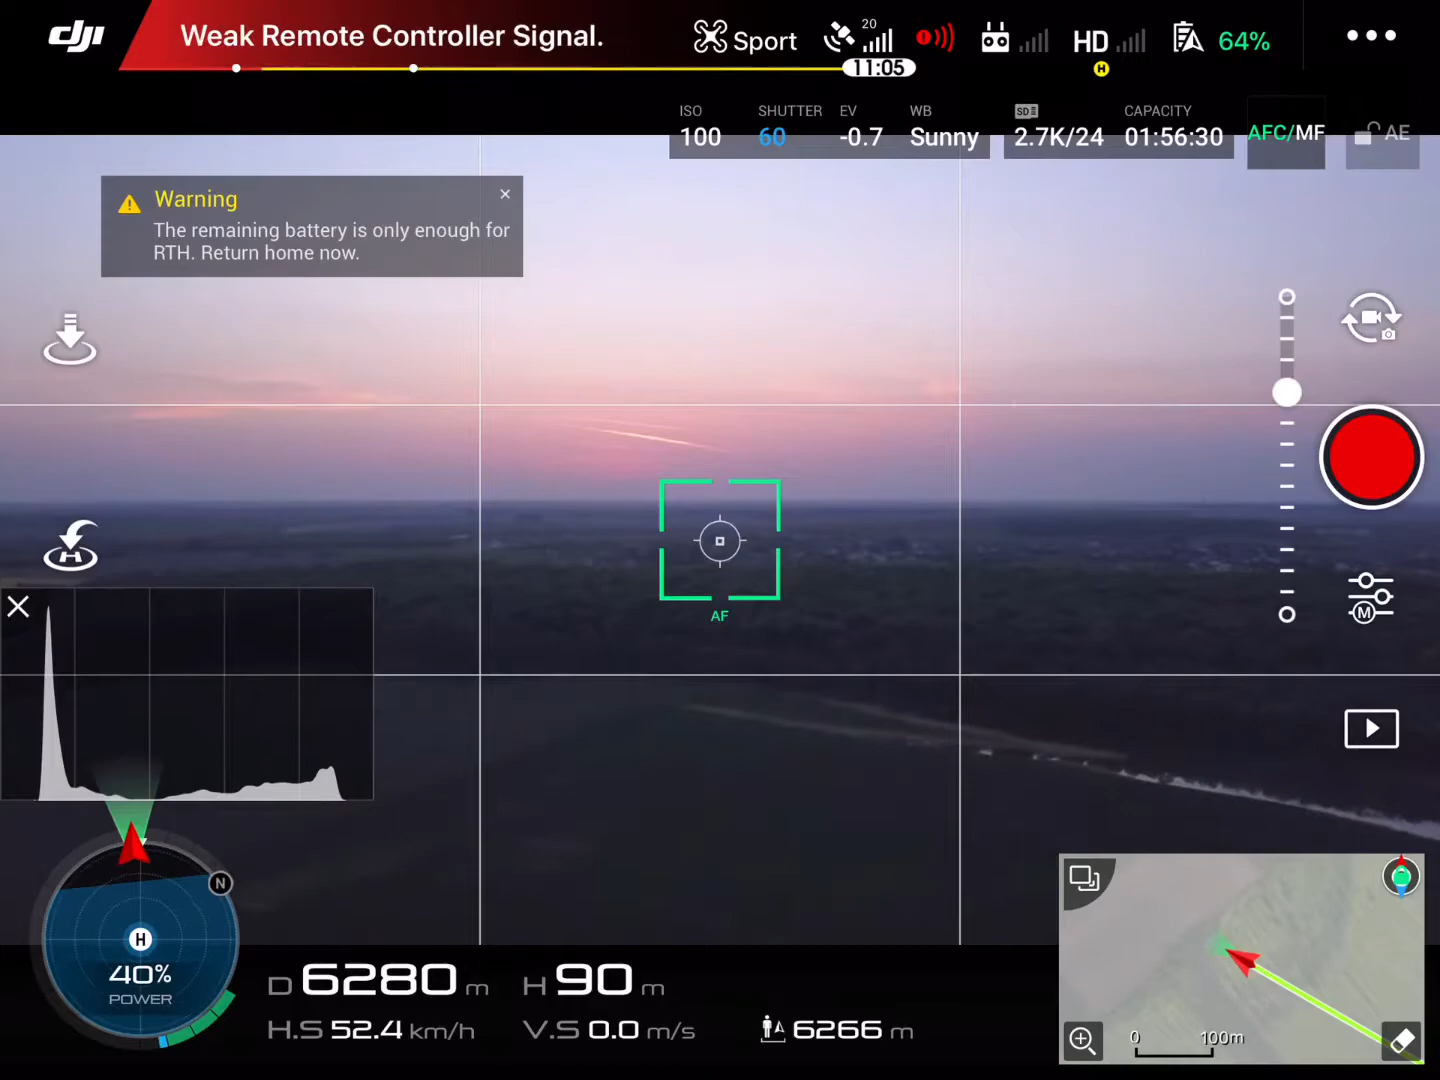 dji
Weak Remote Controller Signal.
Sport
20
HD
64%
11:05
H
ISO
100
SHUTTER
60
EV
-0.7
WB
Sunny
SD
2.7K/24
CAPACITY
01:56:30
AFC/MF
AE
Warning
The remaining battery is only enough for
RTH. Return home now.
H
AF
M
N
H
40%
POWER
D 6280 m
H 90 m
H.S 52.4 km/h
V.S 0.0 m/s
6266 m
0 100m